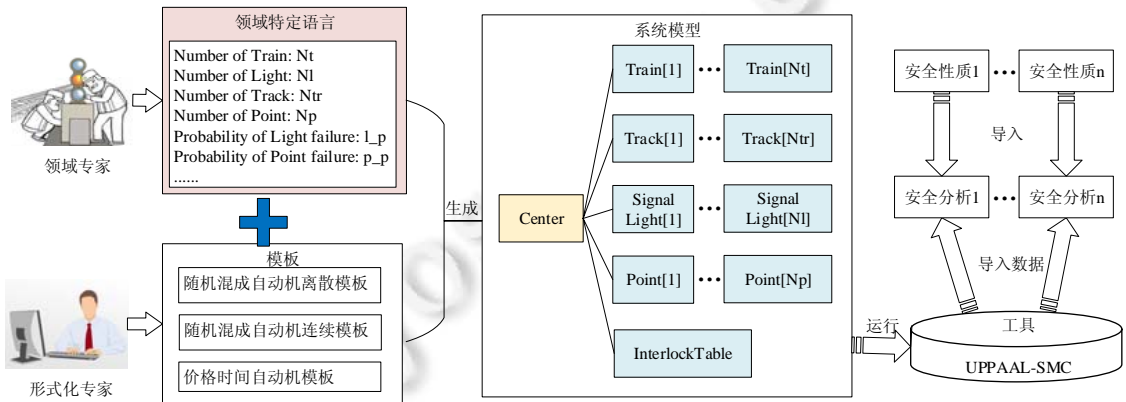 领域特定语言
Number of Train: Nt
Number of Light: Nl
Number of Track: Ntr
Number of Point: Np
Probability of Light failure: l_p
Probability of Point failure: p_p
......
领域专家
模板
随机混成自动机离散模板
随机混成自动机连续模板
价格时间自动机模板
形式化专家
生成
系统模型
Center
Train[1] ••• Train[Nt]
Track[1] ••• Track[Ntr]
Signal Light[1] ••• Signal Light[Nl]
Point[1] ••• Point[Np]
InterlockTable
运行
安全性质1 ••• 安全性质n
导入
安全分析1 ••• 安全分析n
导入数据
工具
UPPAAL-SMC